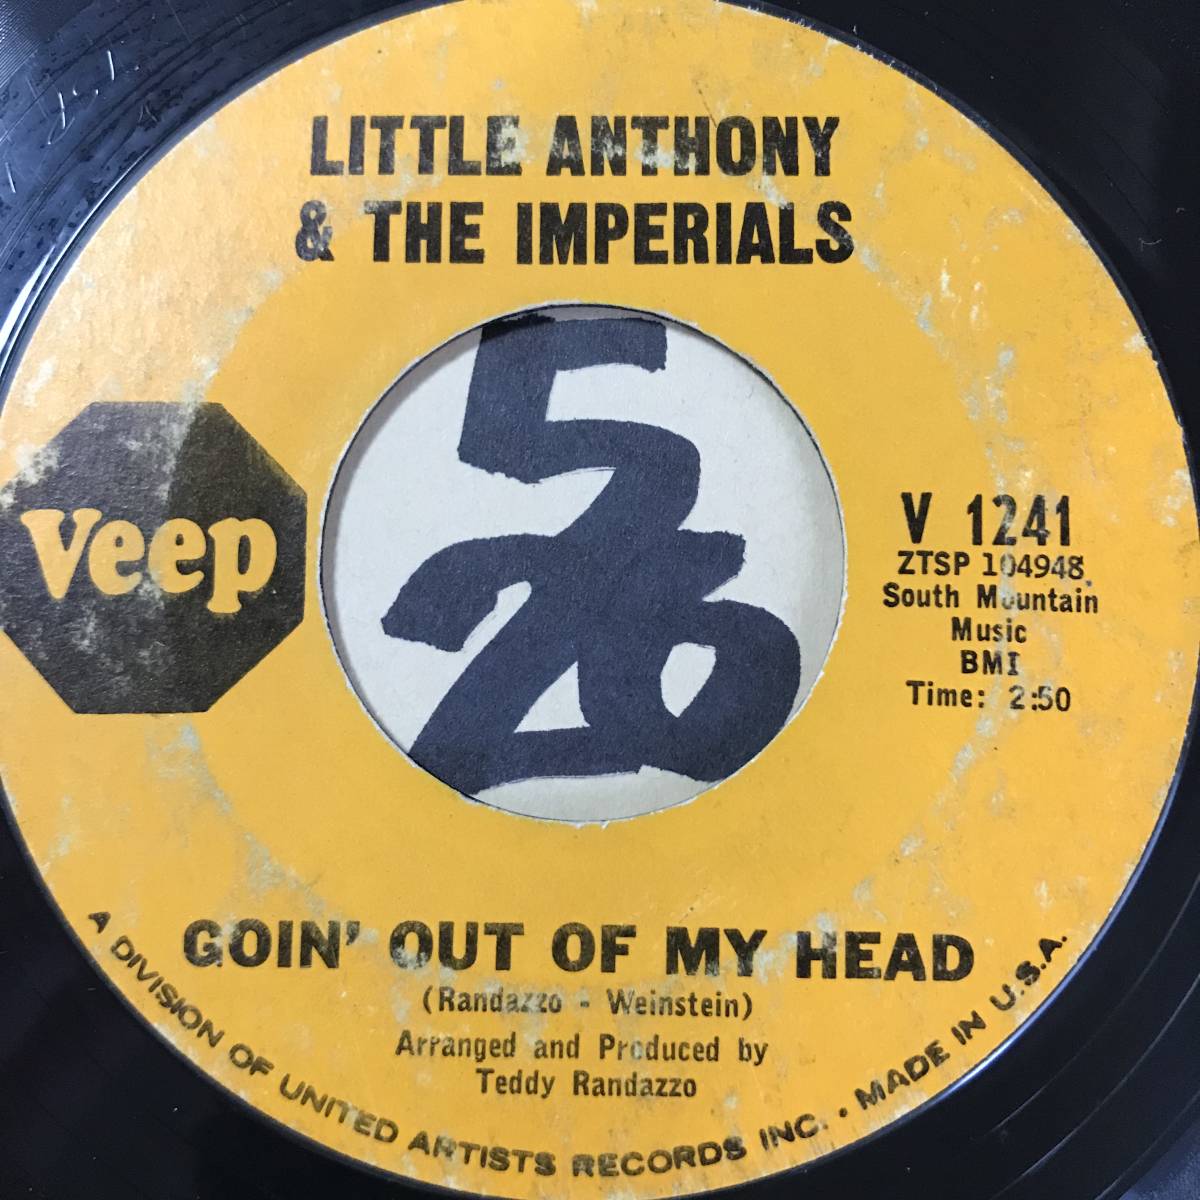 LITTLE ANTHONY
& THE IMPERIALS
Veep
5
26
V 1241
ZTSP 104948
South Mountain
Music
BMI
Time: 2:50
GOIN' OUT OF MY HEAD
(Randazzo - Weinstein)
Arranged and Produced by
Teddy Randazzo
A DIVISION OF UNITED ARTISTS RECORDS INC. • MADE IN U.S.A.